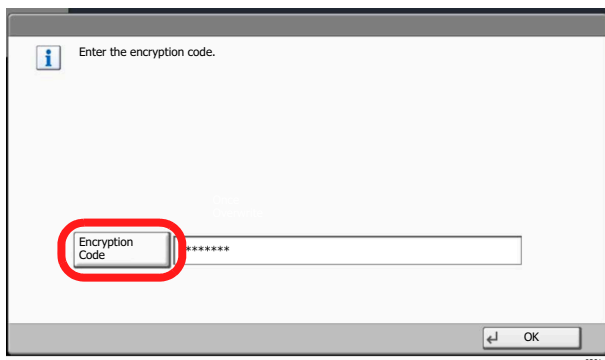 Enter the encryption code.
Encryption
Code
*******
OK